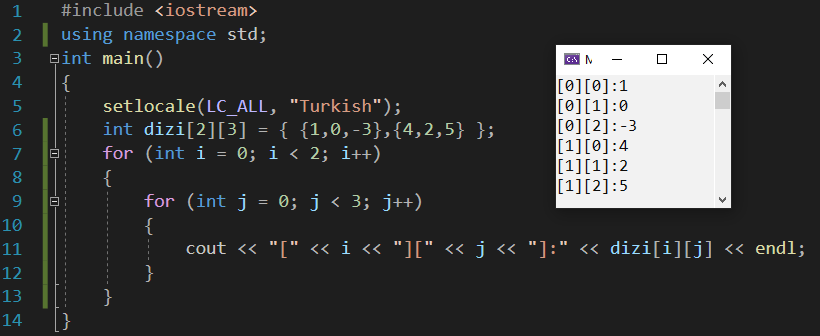 1 #include <iostream>
2 using namespace std;
3 int main()
4 {
5 setlocale(LC_ALL, "Turkish");
6 int dizi[2][3] = { {1,0,-3},{4,2,5} };
7 for (int i = 0; i < 2; i++)
8 {
9 for (int j = 0; j < 3; j++)
10 {
11 cout << "[" << i << "][" << j << "]:" << dizi[i][j] << endl;
12 }
13 }
14 }
[0][0]:1
[0][1]:0
[0][2]:-3
[1][0]:4
[1][1]:2
[1][2]:5